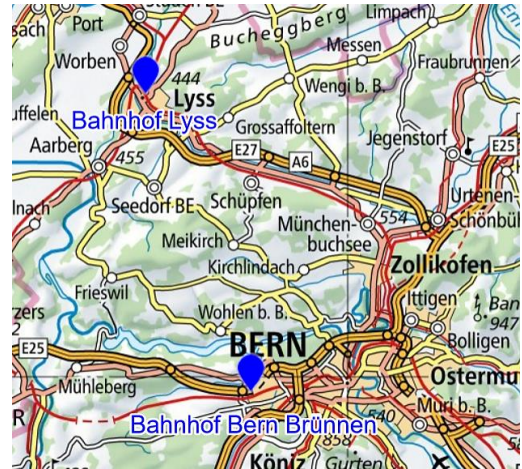 Port
Limpach
Bucheggberg
Worben
Messen
Fraubrunnen
444
Wengi b. B.
Lyss
Bahnhof Lyss
Grossaffoltern
Jegenstorf
E27
A6
E25
Aarberg
455
Seedorf BE
Schüpfen
Urtenen-
München-
buchsee
554
Meikirch
Kirchlindach
Zollikofen
Frieswil
Ittigen
Wohlen b. B.
947
BERN
Bolligen
E25
Mühleberg
Bahnhof Bern Brünnen
540
Muri b. B.
858
Köniz
Gurten